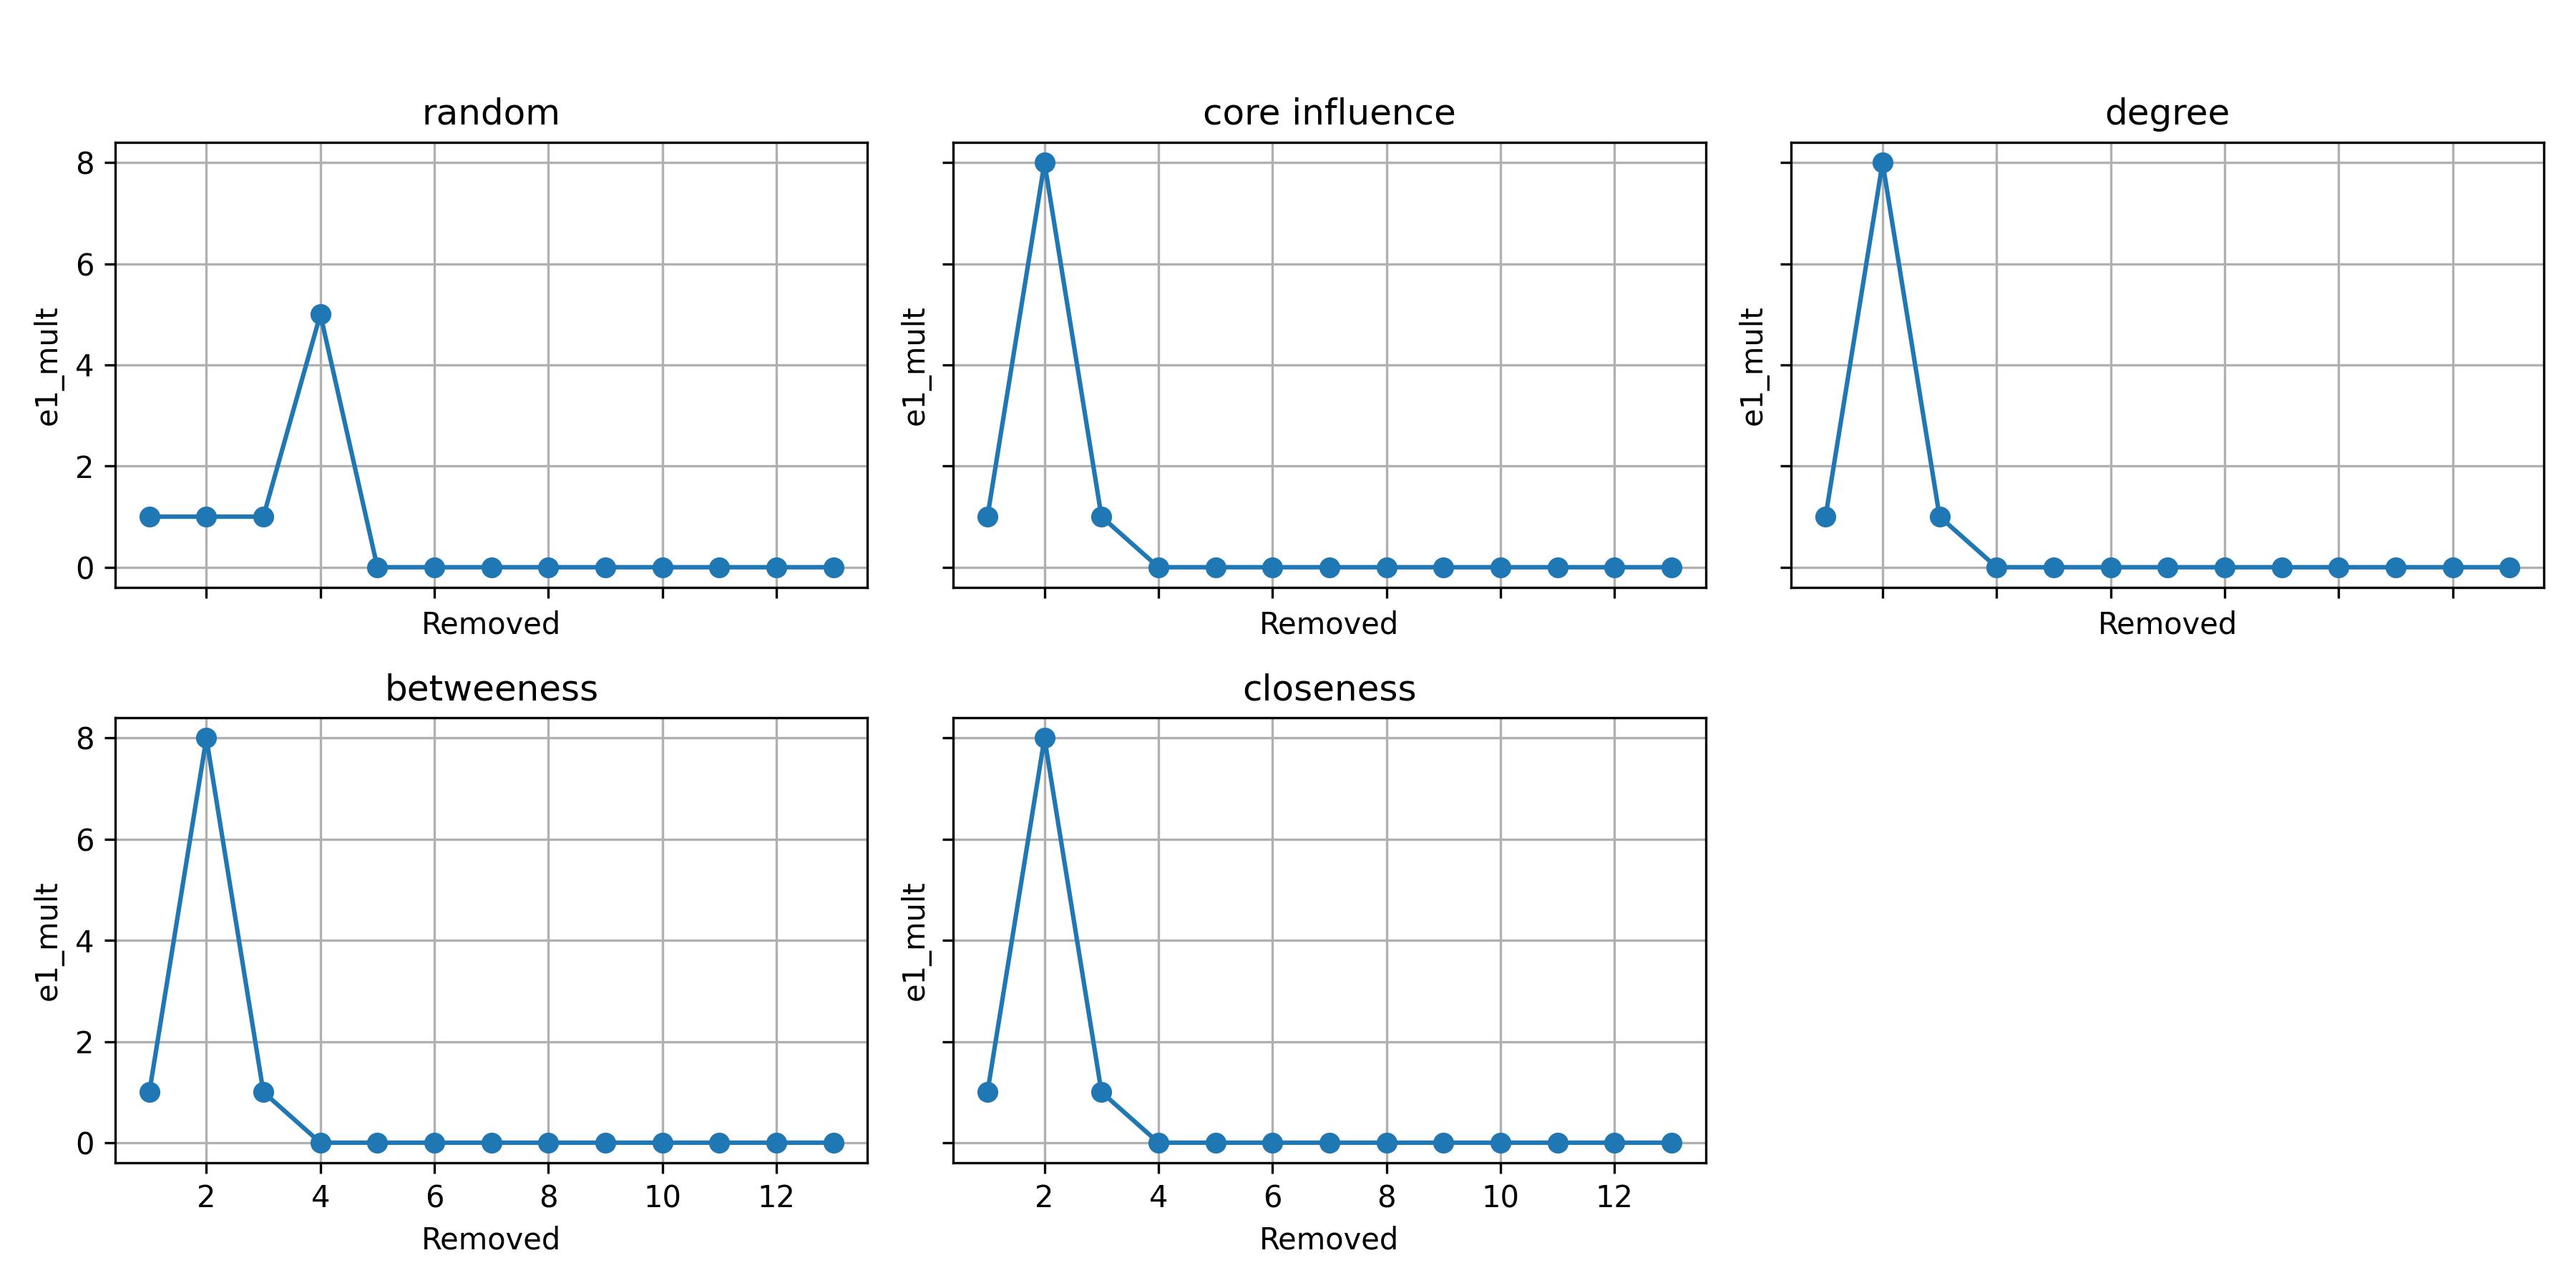 random
8
6
4
2
0
e1_mult
Removed
core influence
e1_mult
Removed
degree
e1_mult
Removed
betweeness
8
6
4
2
0
e1_mult
2 4 6 8 10 12
Removed
closeness
e1_mult
2 4 6 8 10 12
Removed